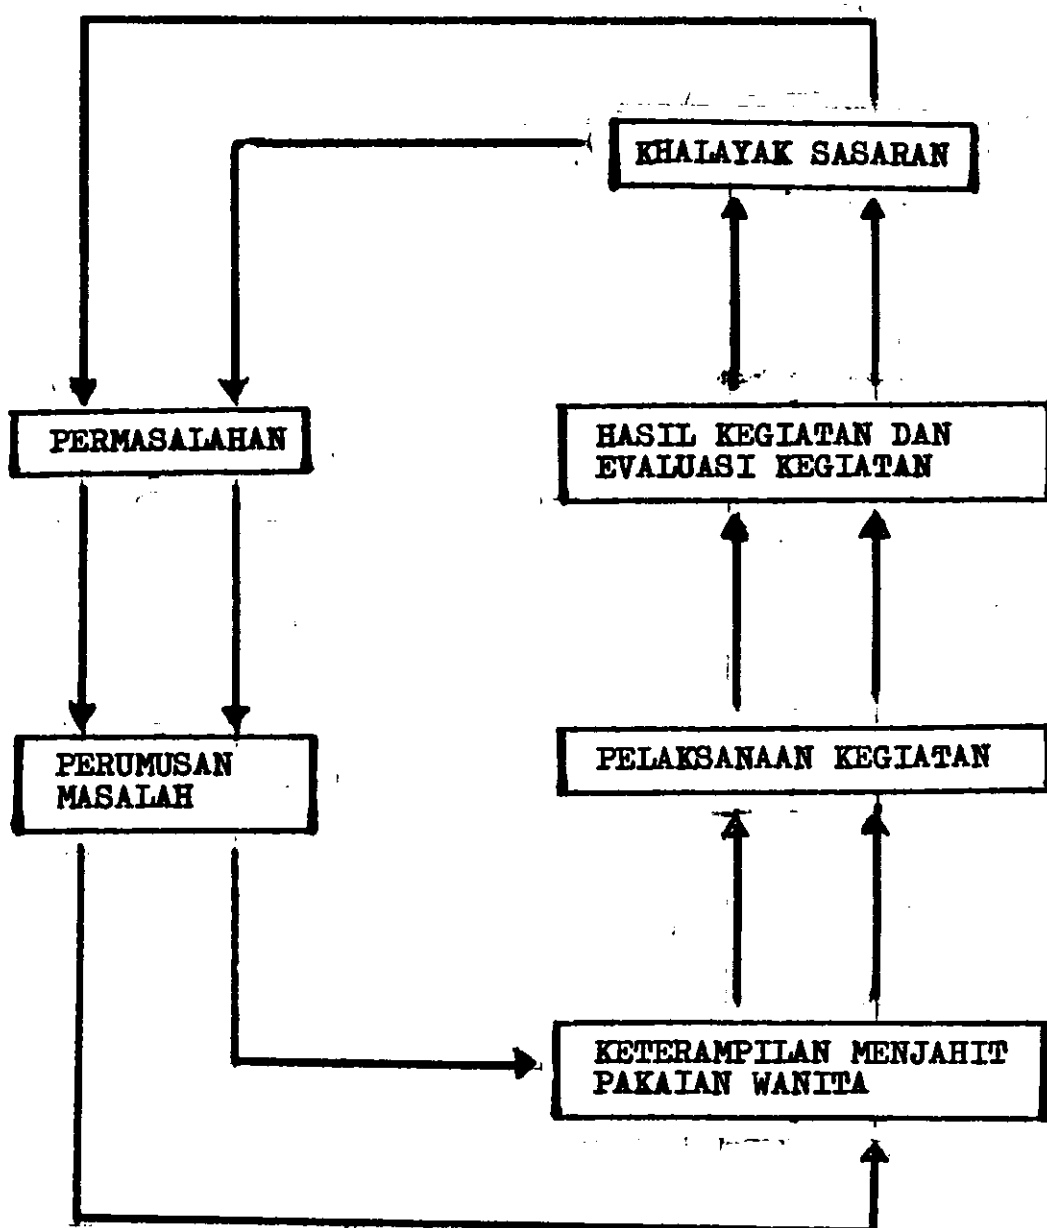 KHALAYAK SASARAN
PERMASALAHAN
HASIL KEGIATAN DAN
EVALUASI KEGIATAN
PERUMUSAN
MASALAH
PELAKSANAAN KEGIATAN
KETERAMPILAN MENJAHIT
PAKAIAN WANITA